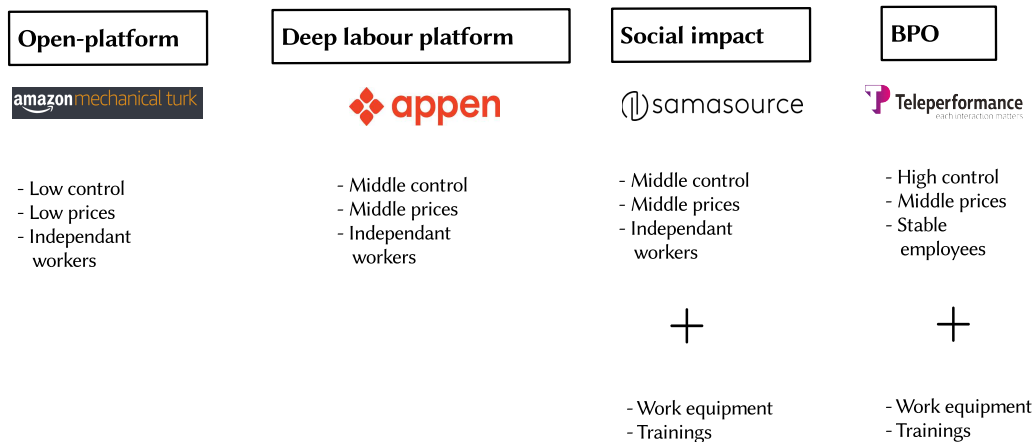 Open-platform
amazon mechanical turk
- Low control
- Low prices
- Independant
workers
Deep labour platform
appen
- Middle control
- Middle prices
- Independant
workers
Social impact
samasource
- Middle control
- Middle prices
- Independant
workers
+
- Work equipment
- Trainings
BPO
Teleperformance
each interaction matters
- High control
- Middle prices
- Stable
employees
+
- Work equipment
- Trainings